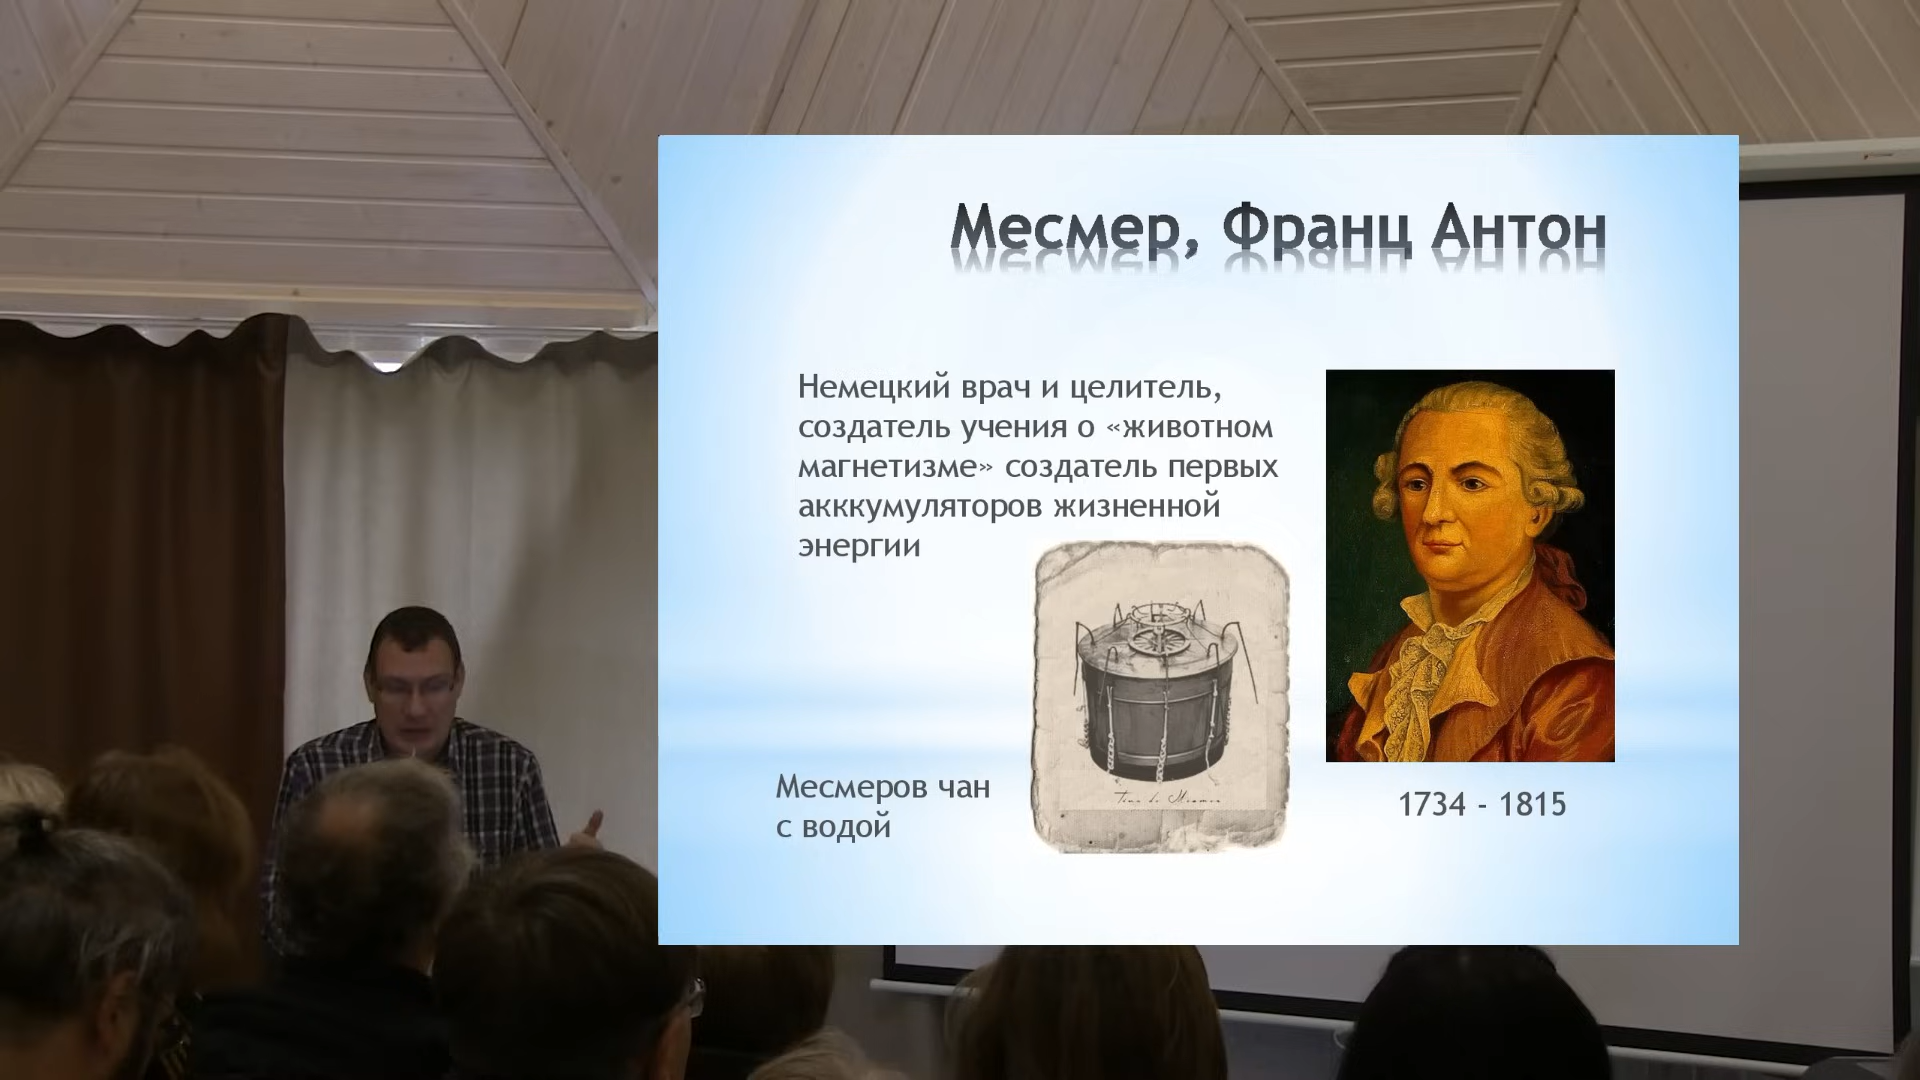 Месмер, Франц Антон
Немецкий врач и целитель,
создатель учения о «животном
магнетизме» создатель первых
акккумуляторов жизненной
энергии
Месмеров чан
с водой
1734 - 1815